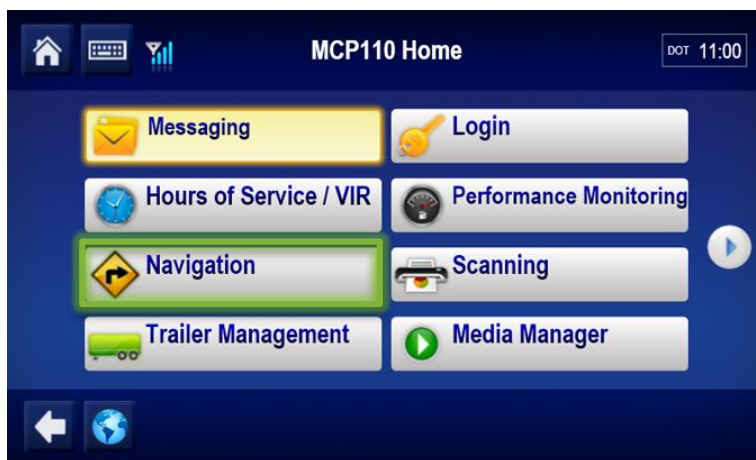 MCP110 Home
DOT 11:00
Messaging
Login
Hours of Service / VIR
Performance Monitoring
Navigation
Scanning
Trailer Management
Media Manager